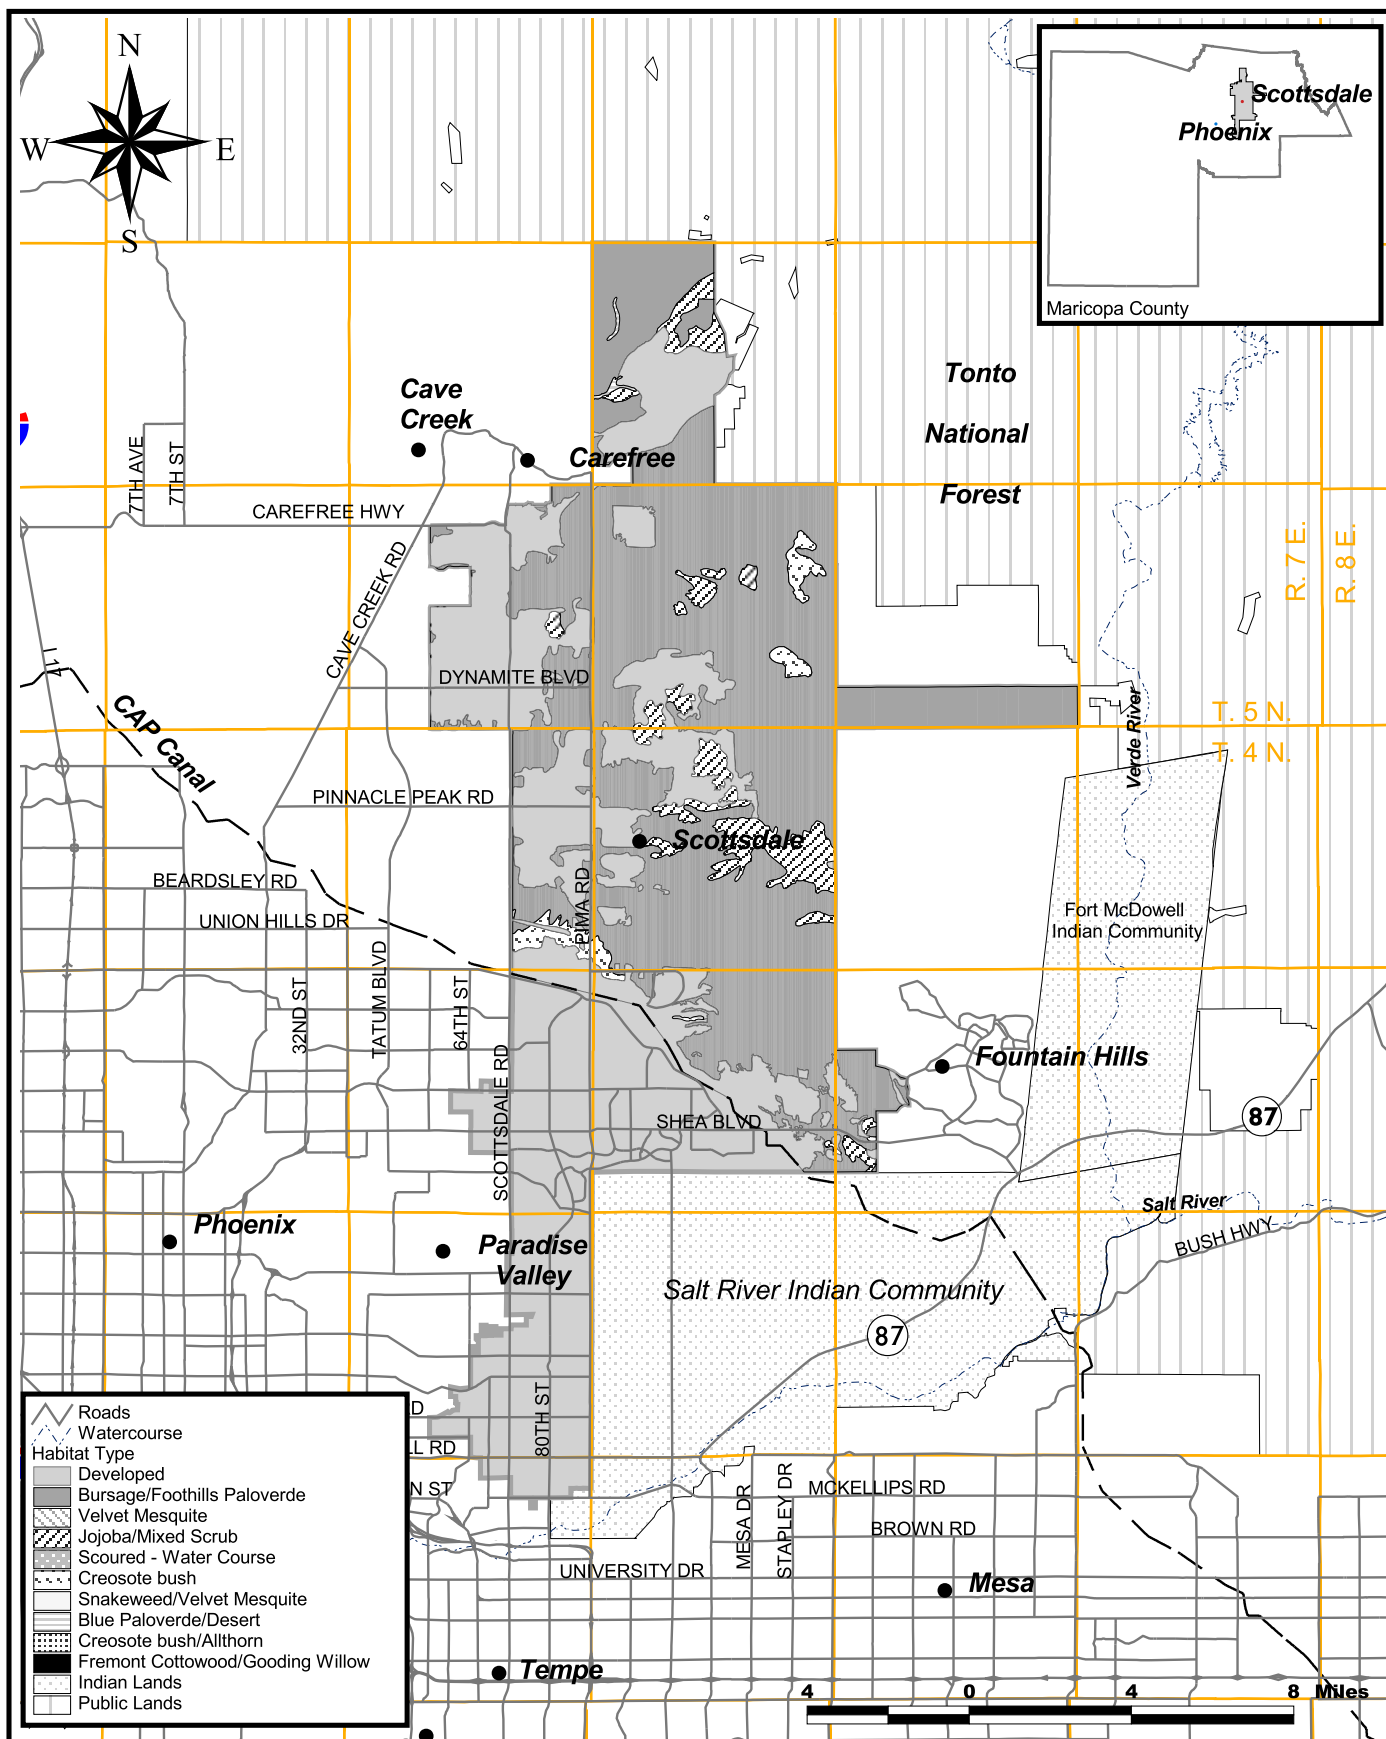 N
W
E
S
Scottsdale
Phoenix
Maricopa County
Cave
Creek
Carefree
Tonto
National
Forest
7TH AVE
7TH ST
CAREFREE HWY
CAVE CREEK RD
I 17
DYNAMITE BLVD
CAP Canal
R. 7 E.
R. 8 E.
T. 5 N.
T. 4 N.
Verde River
PINNACLE PEAK RD
Scottsdale
BEARDSLEY RD
UNION HILLS DR
PIMA RD
Fort McDowell
Indian Community
32ND ST
TATUM BLVD
64TH ST
SCOTTSDALE RD
Fountain Hills
SHEA BLVD
87
Salt River
BUSH HWY
Phoenix
Paradise
Valley
Salt River Indian Community
87
80TH ST
D
LL RD
N ST
MESA DR
STAPLEY DR
MCKELLIPS RD
BROWN RD
UNIVERSITY DR
Mesa
Tempe
Roads
Watercourse
Habitat Type
Developed
Bursage/Foothills Paloverde
Velvet Mesquite
Jojoba/Mixed Scrub
Scoured - Water Course
Creosote bush
Snakeweed/Velvet Mesquite
Blue Paloverde/Desert
Creosote bush/Allthorn
Fremont Cottowood/Gooding Willow
Indian Lands
Public Lands
4 0 4 8 Miles